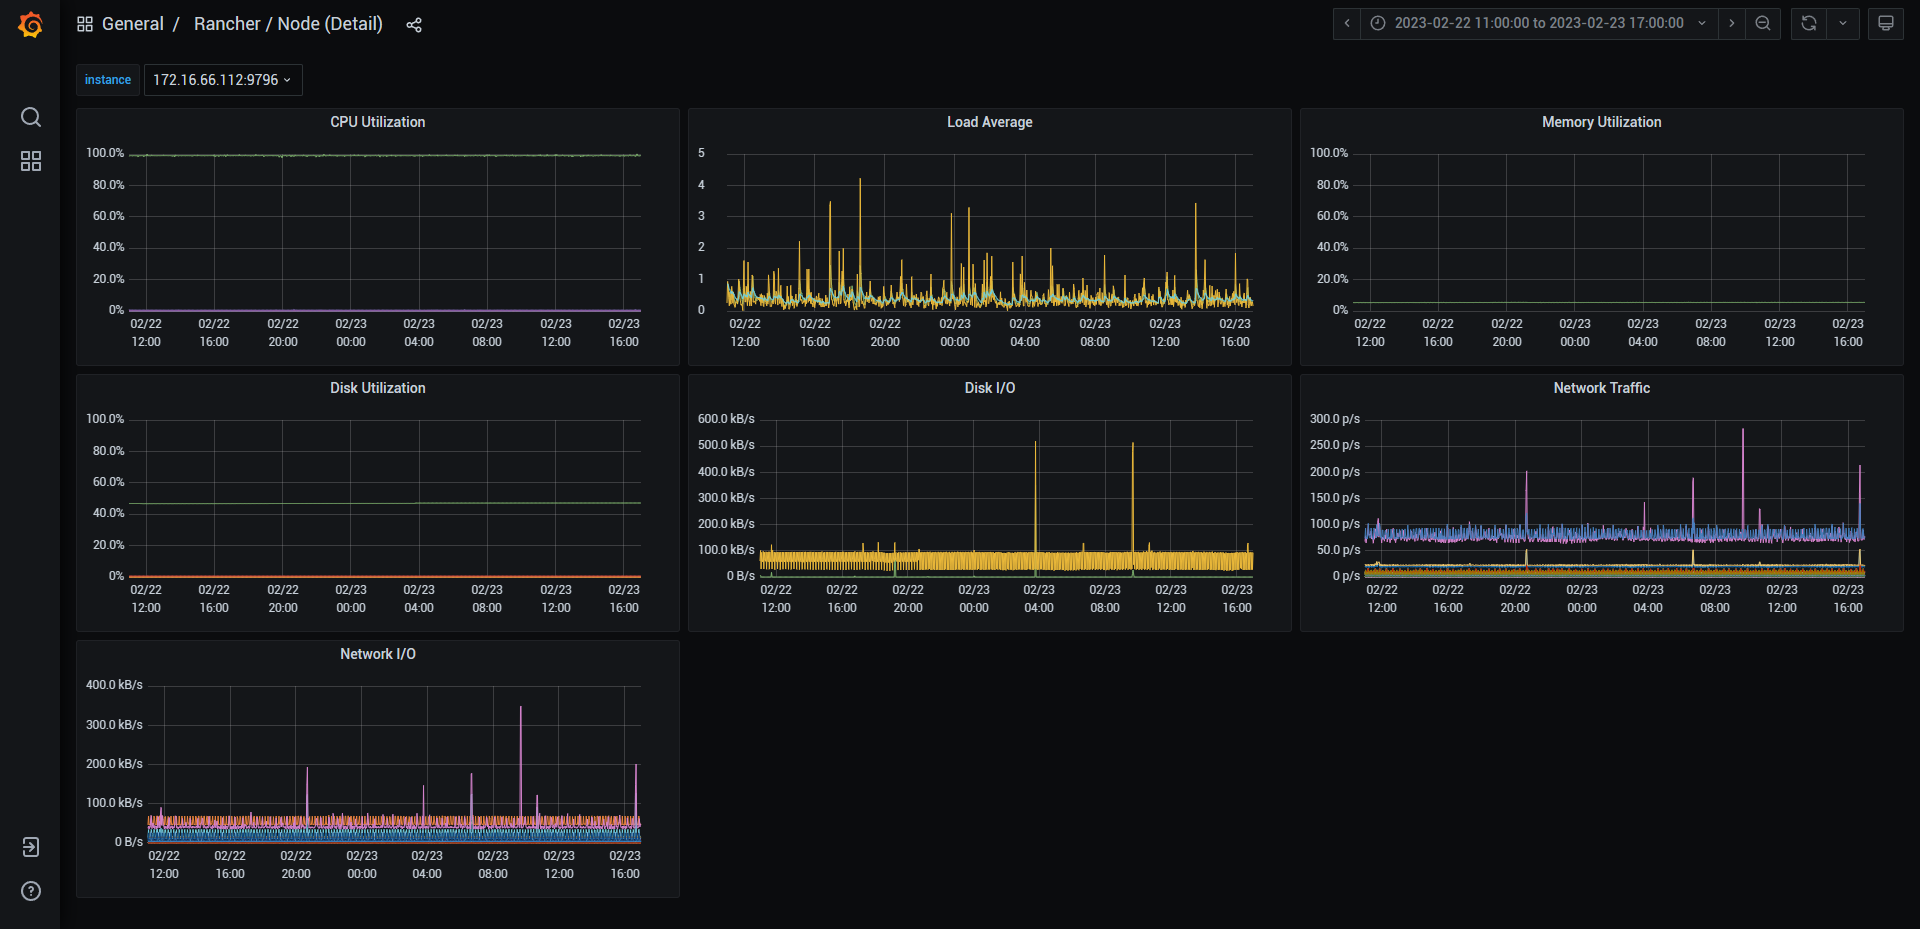 General / Rancher / Node (Detail)
2023-02-22 11:00:00 to 2023-02-23 17:00:00
instance 172.16.66.112:9796
CPU Utilization
100.0%
80.0%
60.0%
40.0%
20.0%
0%
02/22 02/22 02/22 02/23 02/23 02/23 02/23 02/23
12:00 16:00 20:00 00:00 04:00 08:00 12:00 16:00
Load Average
5
4
3
2
1
0
02/22 02/22 02/22 02/23 02/23 02/23 02/23 02/23
12:00 16:00 20:00 00:00 04:00 08:00 12:00 16:00
Memory Utilization
100.0%
80.0%
60.0%
40.0%
20.0%
0%
02/22 02/22 02/22 02/23 02/23 02/23 02/23 02/23
12:00 16:00 20:00 00:00 04:00 08:00 12:00 16:00
Disk Utilization
100.0%
80.0%
60.0%
40.0%
20.0%
0%
02/22 02/22 02/22 02/23 02/23 02/23 02/23 02/23
12:00 16:00 20:00 00:00 04:00 08:00 12:00 16:00
Disk I/O
600.0 kB/s
500.0 kB/s
400.0 kB/s
300.0 kB/s
200.0 kB/s
100.0 kB/s
0 B/s
02/22 02/22 02/22 02/23 02/23 02/23 02/23 02/23
12:00 16:00 20:00 00:00 04:00 08:00 12:00 16:00
Network Traffic
300.0 p/s
250.0 p/s
200.0 p/s
150.0 p/s
100.0 p/s
50.0 p/s
0 p/s
02/22 02/22 02/22 02/23 02/23 02/23 02/23 02/23
12:00 16:00 20:00 00:00 04:00 08:00 12:00 16:00
Network I/O
400.0 kB/s
300.0 kB/s
200.0 kB/s
100.0 kB/s
0 B/s
02/22 02/22 02/22 02/23 02/23 02/23 02/23 02/23
12:00 16:00 20:00 00:00 04:00 08:00 12:00 16:00